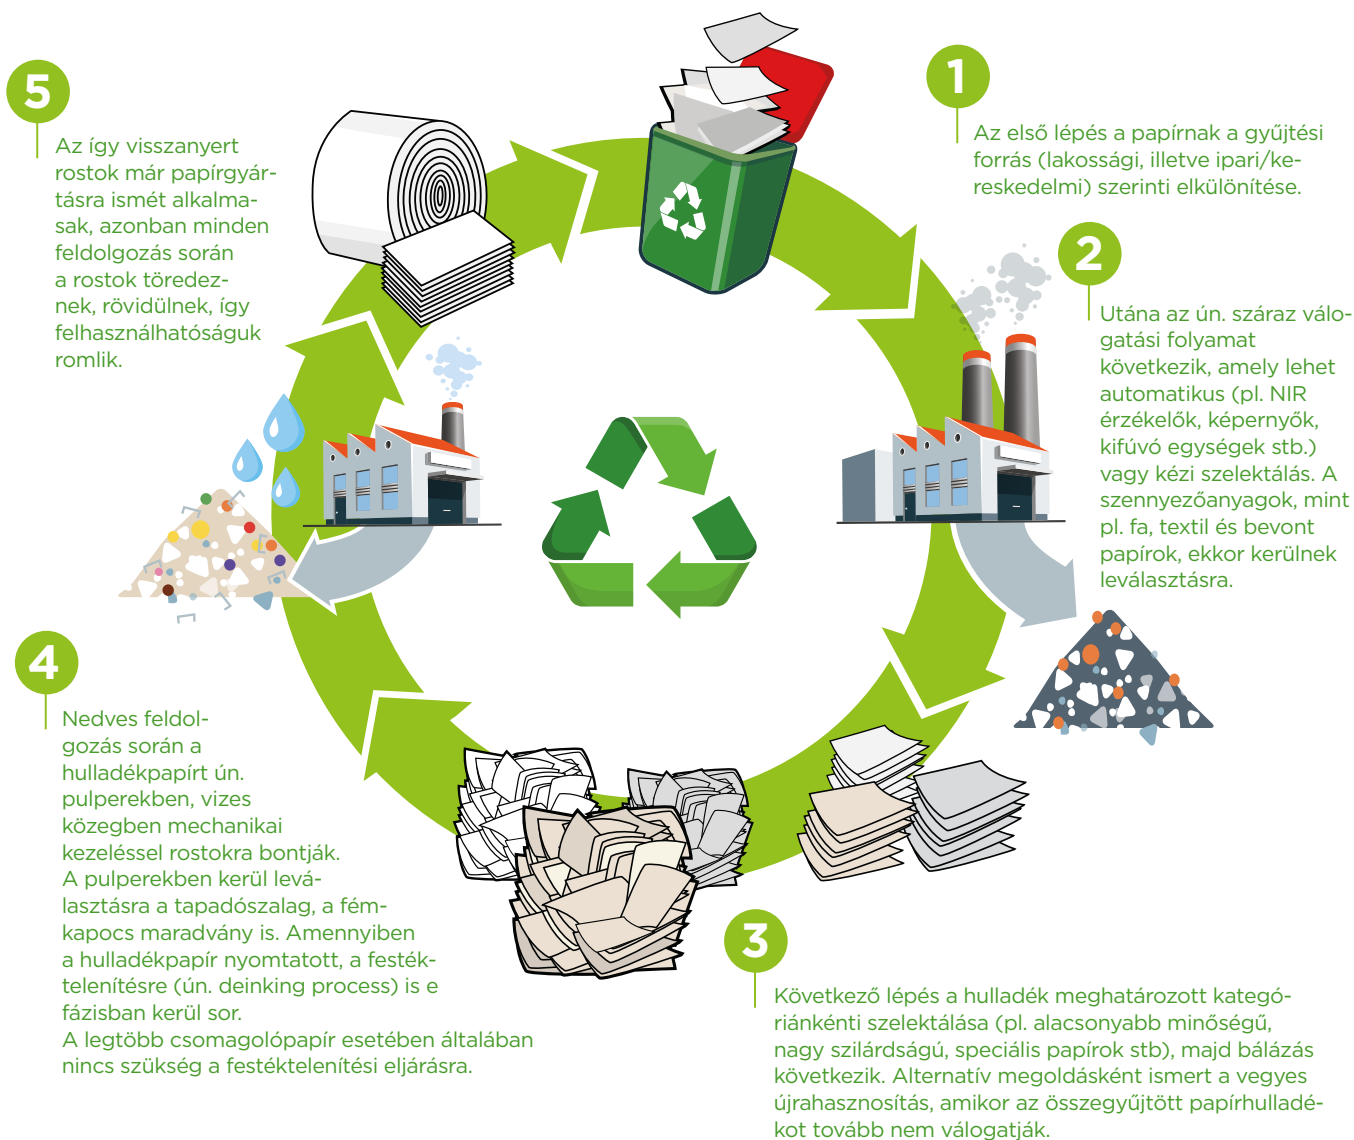 1
Az első lépés a papírnak a gyűjtési
forrás (lakossági, illetve ipari/ke-
reskedelmi) szerinti elkülönítése.
2
Utána az ún. száraz válo-
gatási folyamat
következik, amely lehet
automatikus (pl. NIR
érzékelők, képernyők,
kifúvó egységek stb.)
vagy kézi szelektálás. A
szennyezőanyagok, mint
pl. fa, textil és bevont
papírok, ekkor kerülnek
leválasztásra.
3
Következő lépés a hulladék meghatározott kategó-
riánkénti szelektálása (pl. alacsonyabb minőségű,
nagy szilárdságú, speciális papírok stb), majd bálázás
következik. Alternatív megoldásként ismert a vegyes
újrahasznosítás, amikor az összegyűjtött papírhulladé-
kot tovább nem válogatják.
4
Nedves feldol-
gozás során a
hulladékpapírt ún.
pulperekben, vizes
közegben mechanikai
kezeléssel rostokra bontják.
A pulperekben kerül levá-
lasztásra a tapadószalag, a fém-
kapocs maradvány is. Amennyiben
a hulladékpapír nyomtatott, a festék-
telenítésre (ún. deinking process) is e
fázisban kerül sor.
A legtöbb csomagolópapír esetében általában
nincs szükség a festéktelenítési eljárásra.
5
Az így visszanyert
rostok már papírgyár-
tásra ismét alkalma-
sak, azonban minden
feldolgozás során
a rostok töredez-
nek, rövidülnek, így
felhasználhatóságuk
romlik.